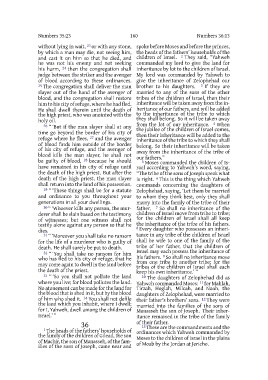 Numbers 35:23
160
Numbers 36:13
without lying in wait, 23 or with any stone,
by which a man may die, not seeing him,
and cast it on him so that he died, and
he was not his enemy and not seeking
his harm; 24 then the congregation shall
judge between the striker and the avenger
of blood according to these ordinances.
25 The congregation shall deliver the man
slayer out of the hand of the avenger of
blood, and the congregation shall restore
him to his city of refuge, where he had fled.
He shall dwell therein until the death of
the high priest, who was anointed with the
holy oil.
26 “‘But if the man slayer shall at any
time go beyond the border of his city of
refuge where he flees, 27 and the avenger
of blood finds him outside of the border
of his city of refuge, and the avenger of
blood kills the man slayer, he shall not
be guilty of blood, 28 because he should
have remained in his city of refuge until
the death of the high priest. But after the
death of the high priest, the man slayer
shall return into the land of his possession.
29 “‘These things shall be for a statute
and ordinance to you throughout your
generations in all your dwellings.
30 “‘Whoever kills any person, the murderer
shall be slain based on the testimony
of witnesses; but one witness shall not
testify alone against any person so that he
dies.
31 “‘Moreover you shall take no ransom
for the life of a murderer who is guilty of
death. He shall surely be put to death.
32 “‘You shall take no ransom for him
who has fled to his city of refuge, that he
may come again to dwell in the land before
the death of the priest.
33 “‘So you shall not pollute the land
where you live; for blood pollutes the land.
No atonement can be made for the land for
the blood that is shed in it, but by the blood
of him who shed it. 34 You shall not defile
the land which you inhabit, where I dwell;
for I, Yahweh, dwell among the children of
Israel.’”
36
1 The heads of the fathers’ households of
the family of the children of Gilead, the son
of Machir, the son of Manasseh, of the families
of the sons of Joseph, came near and
spoke before Moses and before the princes,
the heads of the fathers’ households of the
children of Israel. 2 They said, “Yahweh
commanded my lord to give the land for
inheritance by lot to the children of Israel.
My lord was commanded by Yahweh to
give the inheritance of Zelophehad our
brother to his daughters. 3 If they are
married to any of the sons of the other
tribes of the children of Israel, then their
inheritance will be taken away from the inheritance
of our fathers, and will be added
to the inheritance of the tribe to which
they shall belong. So it will be taken away
from the lot of our inheritance. 4 When
the jubilee of the children of Israel comes,
then their inheritance will be added to the
inheritance of the tribe to which they shall
belong. So their inheritance will be taken
away from the inheritance of the tribe of
our fathers.”
5 Moses commanded the children of Israel
according to Yahweh’s word, saying,
“The tribe of the sons of Joseph speak what
is right. 6 This is the thing which Yahweh
commands concerning the daughters of
Zelophehad, saying, ‘Let them be married
to whom they think best, only they shall
marry into the family of the tribe of their
father. 7 So shall no inheritance of the
children of Israel move from tribe to tribe;
for the children of Israel shall all keep
the inheritance of the tribe of his fathers.
8 Every daughter who possesses an inheritance
in any tribe of the children of Israel
shall be wife to one of the family of the
tribe of her father, that the children of
Israel may each possess the inheritance of
his fathers. 9 So shall no inheritance move
from one tribe to another tribe; for the
tribes of the children of Israel shall each
keep his own inheritance.’”
10 The daughters of Zelophehad did as
Yahweh commanded Moses: 11 for Mahlah,
Tirzah, Hoglah, Milcah, and Noah, the
daughters of Zelophehad, were married to
their father’s brothers’ sons. 12 They were
married into the families of the sons of
Manasseh the son of Joseph. Their inheritance
remained in the tribe of the family
of their father.
13 These are the commandments and the
ordinances which Yahweh commanded by
Moses to the children of Israel in the plains
of Moab by the Jordan at Jericho.